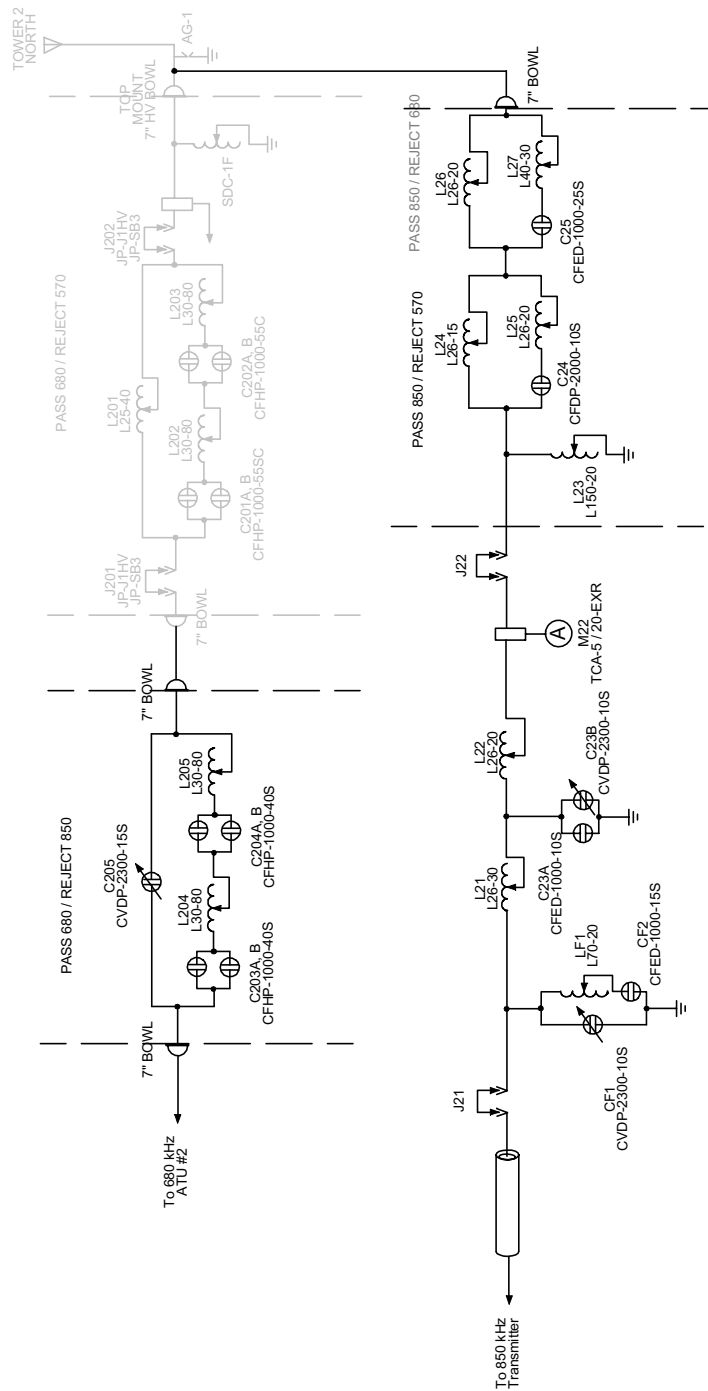 To 680 kHz
ATU #2
7" BOWL
PASS 680 / REJECT 850
C205
CVDP-2300-15S
C203A, B
CFHP-1000-40S
L204
L30-80
C204A, B
CFHP-1000-40S
L205
L30-80
7" BOWL
7" BOWL
J201
JP-J1HV
JP-SB3
PASS 680 / REJECT 570
L201
L25-40
C201A, B
CFHP-1000-55SC
L202
L30-80
C202A, B
CFHP-1000-55C
L203
L30-80
J202
JP-J1HV
JP-SB3
SDC-1F
TOP
MOUNT
7" HV BOWL
AG-1
TOWER 2
NORTH
To 850 kHz
Transmitter
J21
CF1
CVDP-2300-10S
LF1
L70-20
CF2
CFED-1000-15S
L21
L26-30
C23A
CFED-1000-10S
C23B
CVDP-2300-10S
L22
L26-20
A
M22
TCA-5 / 20-EXR
J22
L23
L150-20
PASS 850 / REJECT 570
L24
L26-15
C24
CFDP-2000-10S
L25
L26-20
PASS 850 / REJECT 680
L26
L26-20
C25
CFED-1000-25S
L27
L40-30
7" BOWL